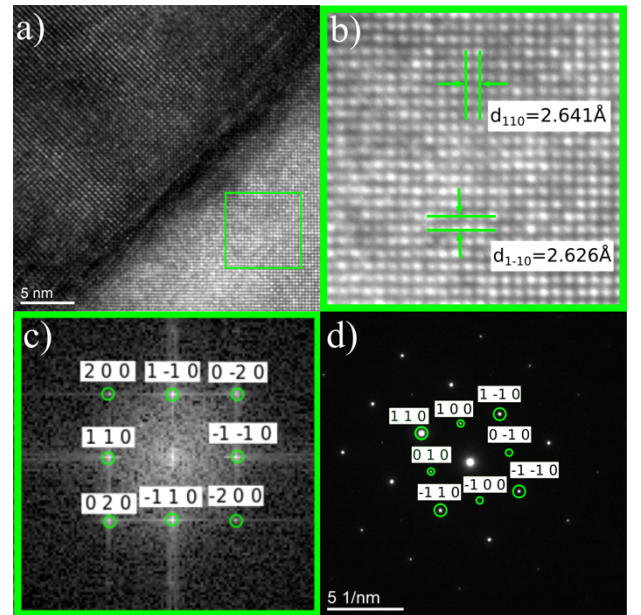 a)
5 nm
b)
d110=2.641Å
d1-10=2.626Å
c)
2 0 0
1 -1 0
0 -2 0
1 1 0
-1 -1 0
0 2 0
-1 1 0
-2 0 0
d)
1 -1 0
1 0 0
1 1 0
0 -1 0
0 1 0
-1 0 0
-1 -1 0
-1 1 0
5 1/nm